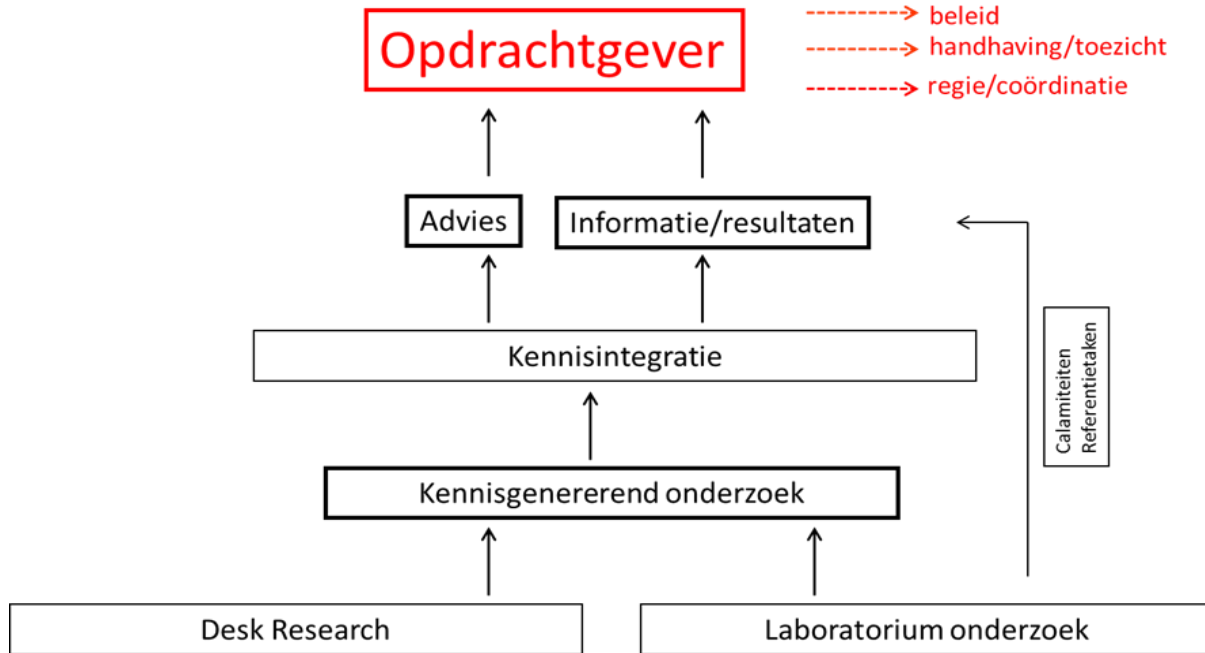 Opdrachtgever
beleid
handhaving/toezicht
regie/coördinatie
Advies
Informatie/resultaten
Kennisintegratie
Calamiteiten
Referentietaken
Kennisgenererend onderzoek
Desk Research
Laboratorium onderzoek